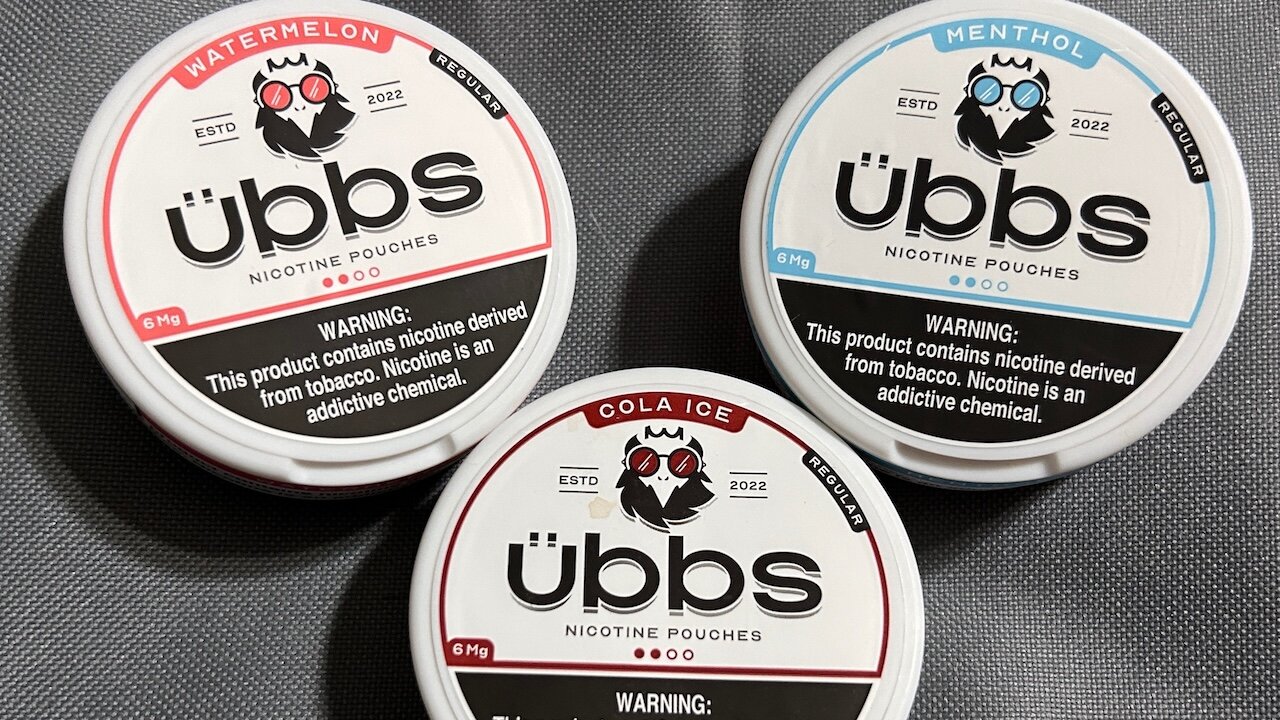 WATERMELON
REGULAR
ESTD
2022
übbs
NICOTINE POUCHES
6 Mg
WARNING:
This product contains nicotine derived
from tobacco. Nicotine is an
addictive chemical.
MENTHOL
REGULAR
ESTD
2022
übbs
NICOTINE POUCHES
6 Mg
WARNING:
This product contains nicotine derived
from tobacco. Nicotine is an
addictive chemical.
COLA ICE
REGULAR
ESTD
2022
übbs
NICOTINE POUCHES
6 Mg
WARNING: